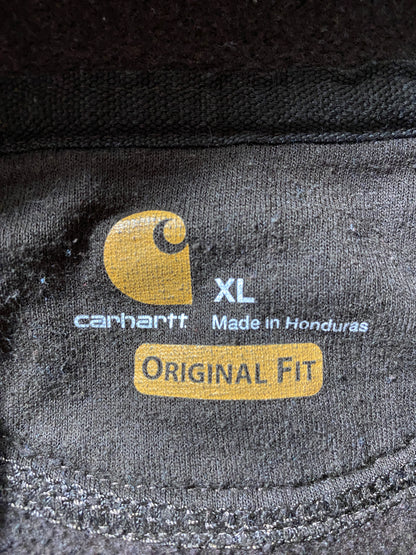 XL
carhartt
Made in Honduras
ORIGINAL FIT